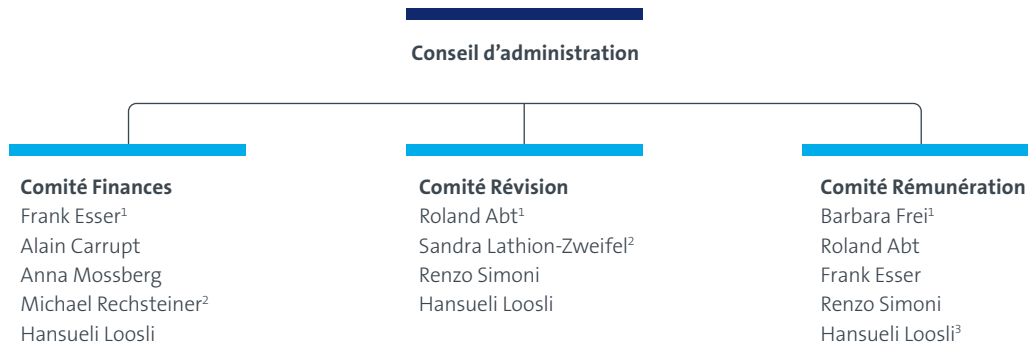 Conseil d’administration
Comité Finances
Frank Esser¹
Alain Carrupt
Anna Mossberg
Michael Rechsteiner²
Hansueli Loosli
Comité Révision
Roland Abt¹
Sandra Lathion-Zweifel²
Renzo Simoni
Hansueli Loosli
Comité Rémunération
Barbara Frei¹
Roland Abt
Frank Esser
Renzo Simoni
Hansueli Loosli³